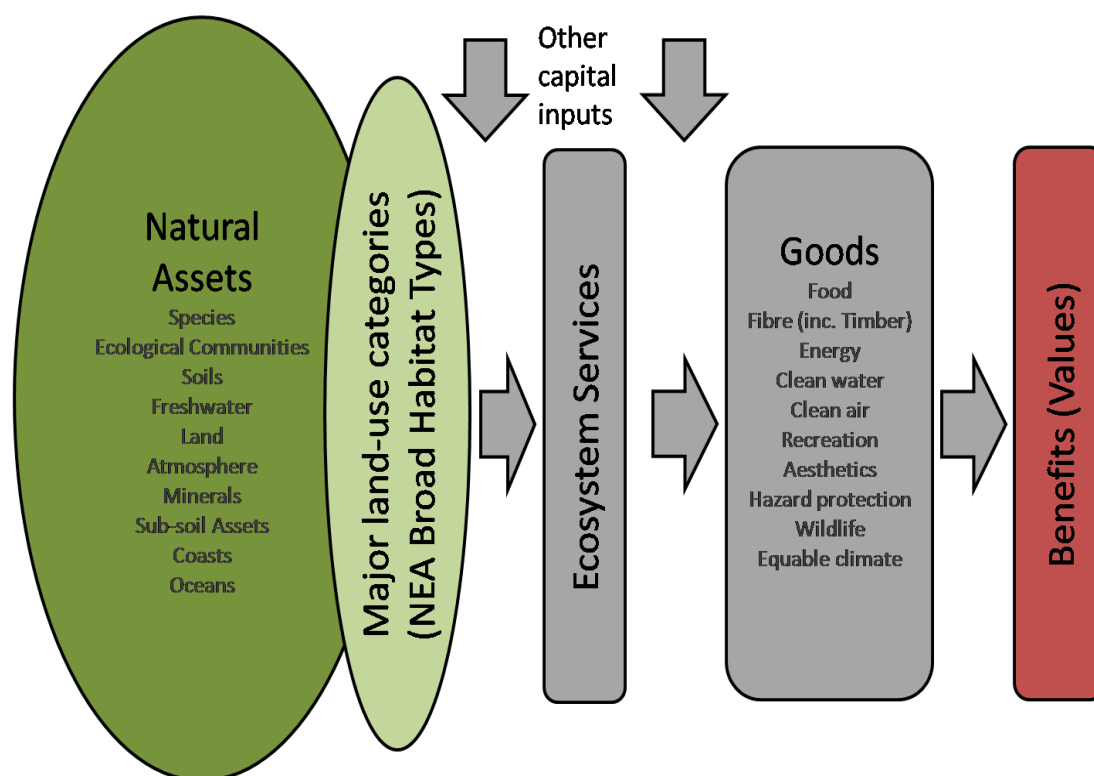 Other
capital
inputs
Natural
Assets
Species
Ecological Communities
Soils
Freshwater
Land
Atmosphere
Minerals
Sub-soil Assets
Coasts
Oceans
Major land-use categories
(NEA Broad Habitat Types)
Ecosystem Services
Goods
Food
Fibre (inc. Timber)
Energy
Clean water
Clean air
Recreation
Aesthetics
Hazard protection
Wildlife
Equable climate
Benefits (Values)